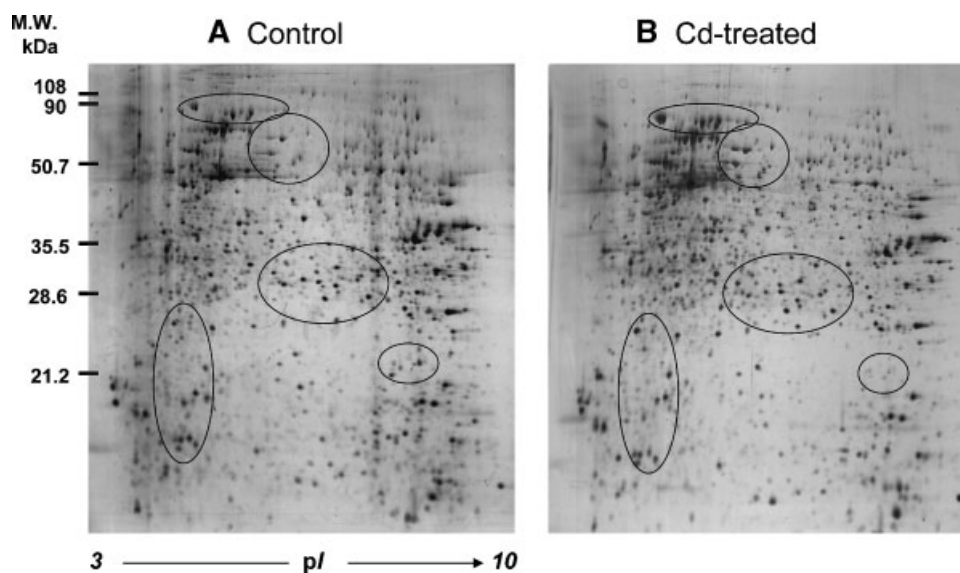 M.W.
kDa
A Control
B Cd-treated
108
90
50.7
35.5
28.6
21.2
3 pI 10